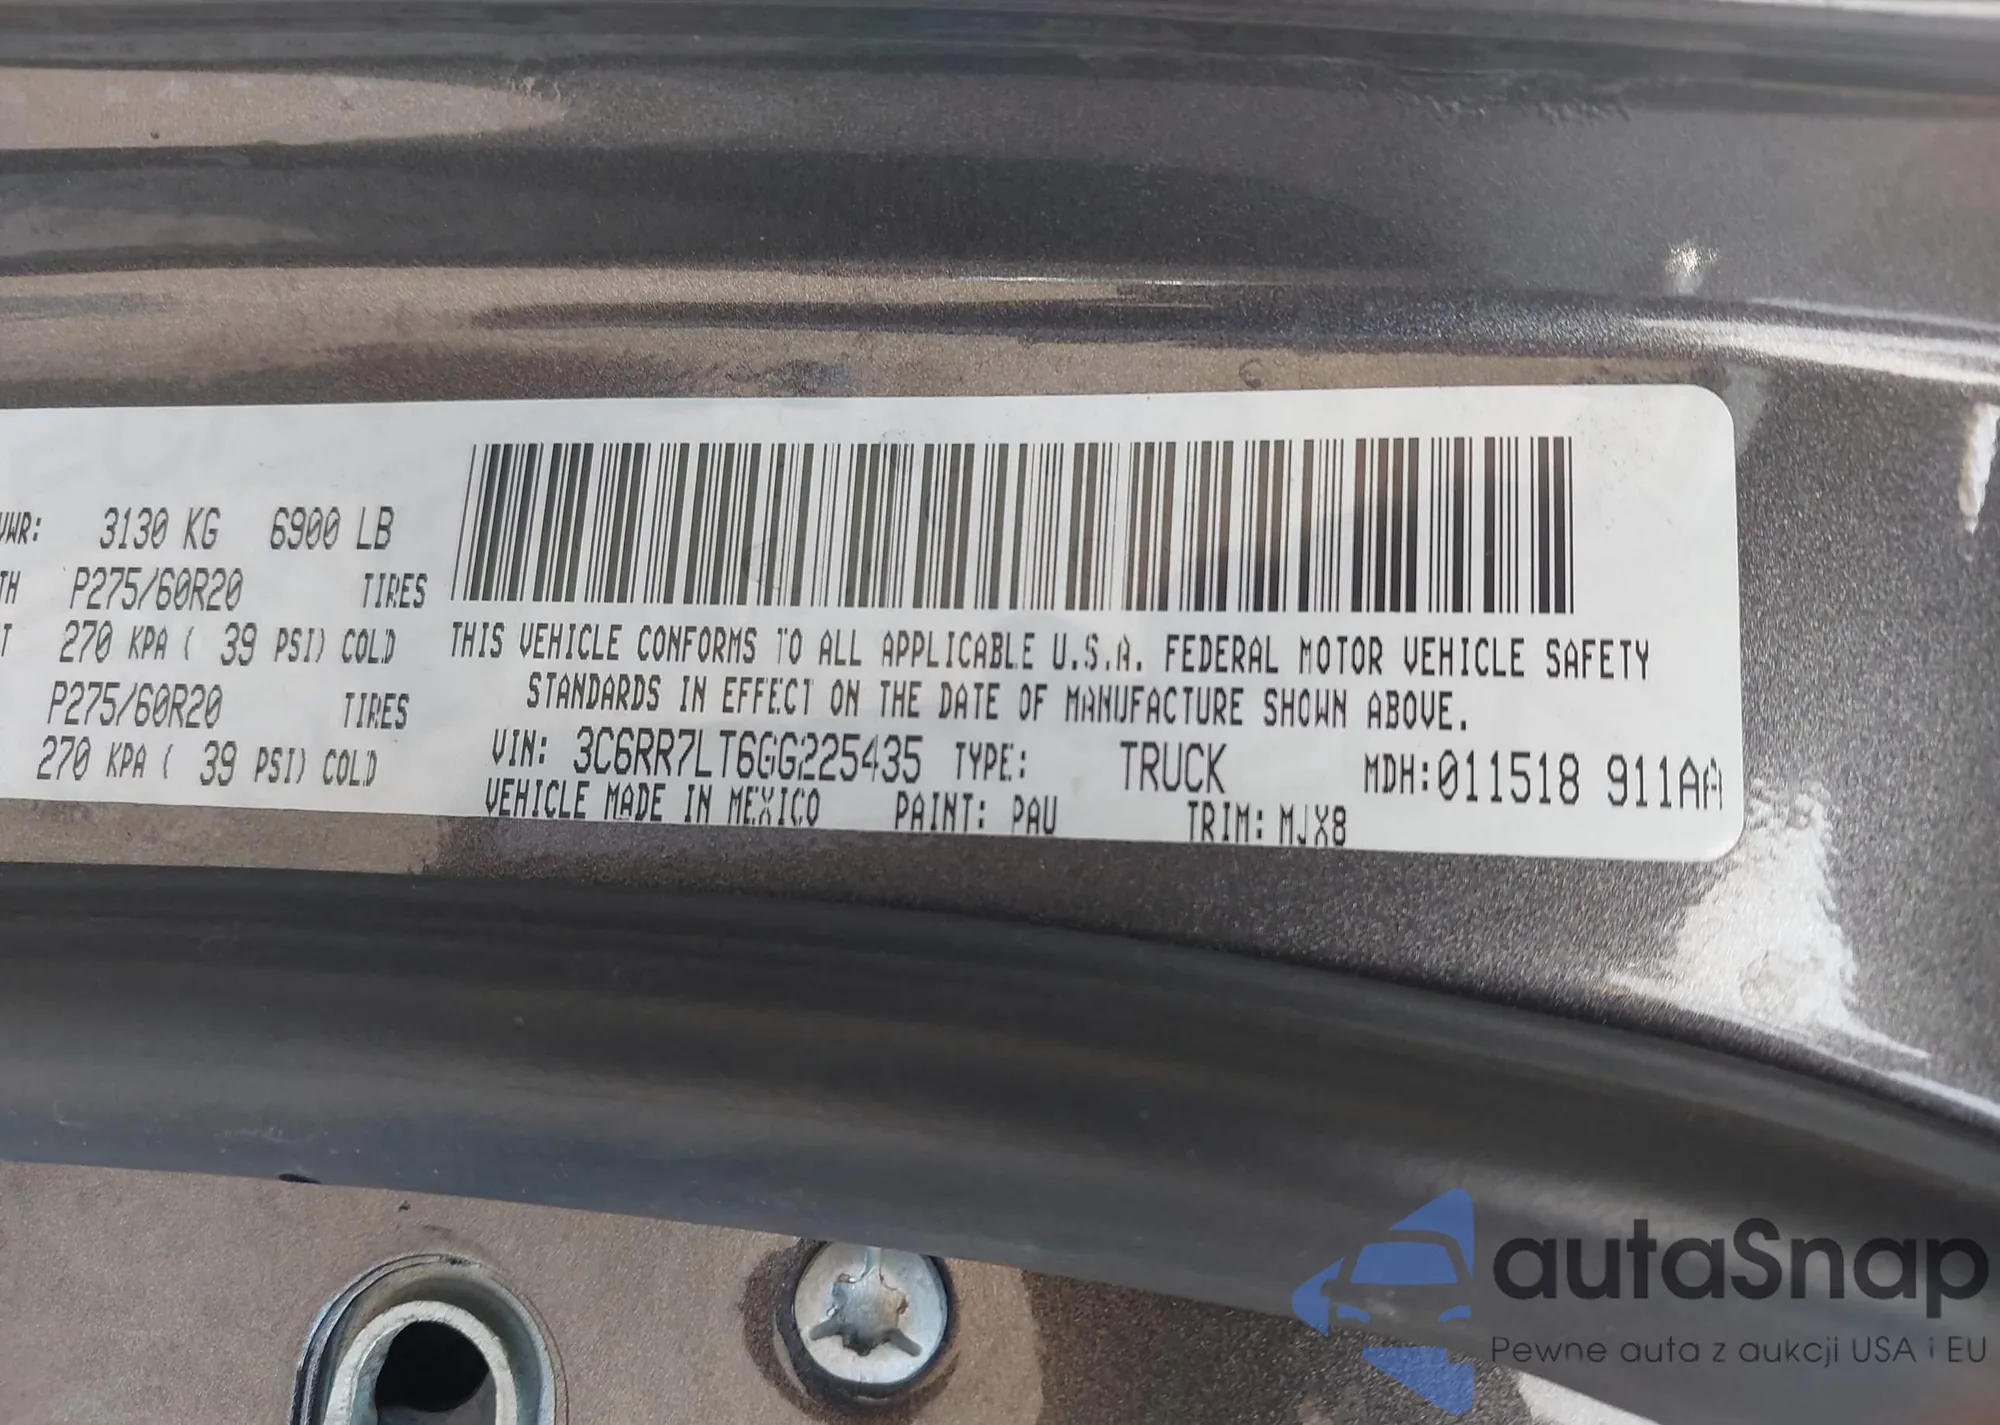 VWR: 3130 KG 6900 LB
TH P275/60R20 TIRES
T 270 KPA ( 39 PSI) COLD
P275/60R20 TIRES
270 KPA ( 39 PSI) COLD
THIS VEHICLE CONFORMS TO ALL APPLICABLE U.S.A. FEDERAL MOTOR VEHICLE SAFETY
STANDARDS IN EFFECT ON THE DATE OF MANUFACTURE SHOWN ABOVE.
VIN: 3C6RR7LT6GG225435 TYPE: TRUCK MDH:011518 911AA
VEHICLE MADE IN MEXICO PAINT: PAU TRIM: MJX8
autaSnap
Pewne auta z aukcji USA i EU